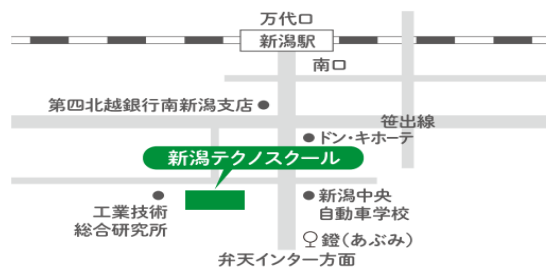 万代口
新潟駅
南口
第四北越銀行南新潟支店
笹出線
ドン・キホーテ
新潟テクノスクール
新潟中央
自動車学校
工業技術
総合研究所
鐙(あぶみ)
弁天インター方面